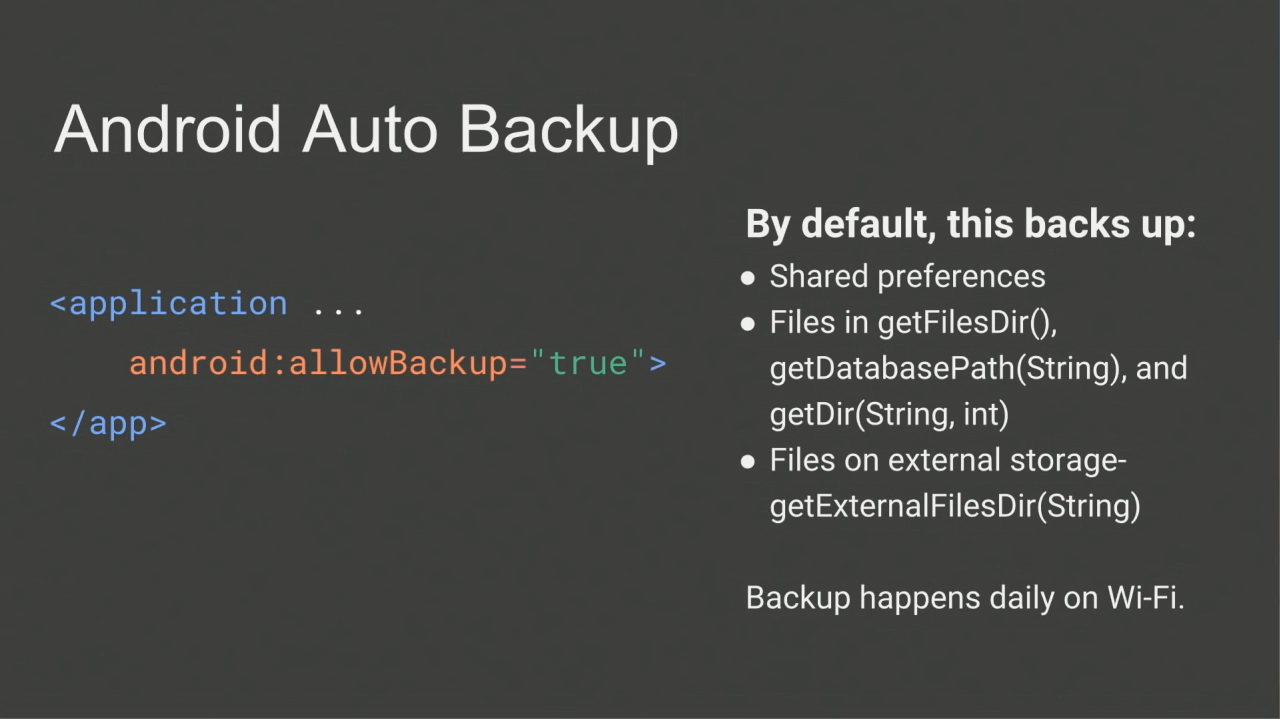 Android Auto Backup
<application ...
android:allowBackup="true">
</app>
By default, this backs up:
● Shared preferences
● Files in getFilesDir(),
getDatabasePath(String), and
getDir(String, int)
● Files on external storage-
getExternalFilesDir(String)
Backup happens daily on Wi-Fi.